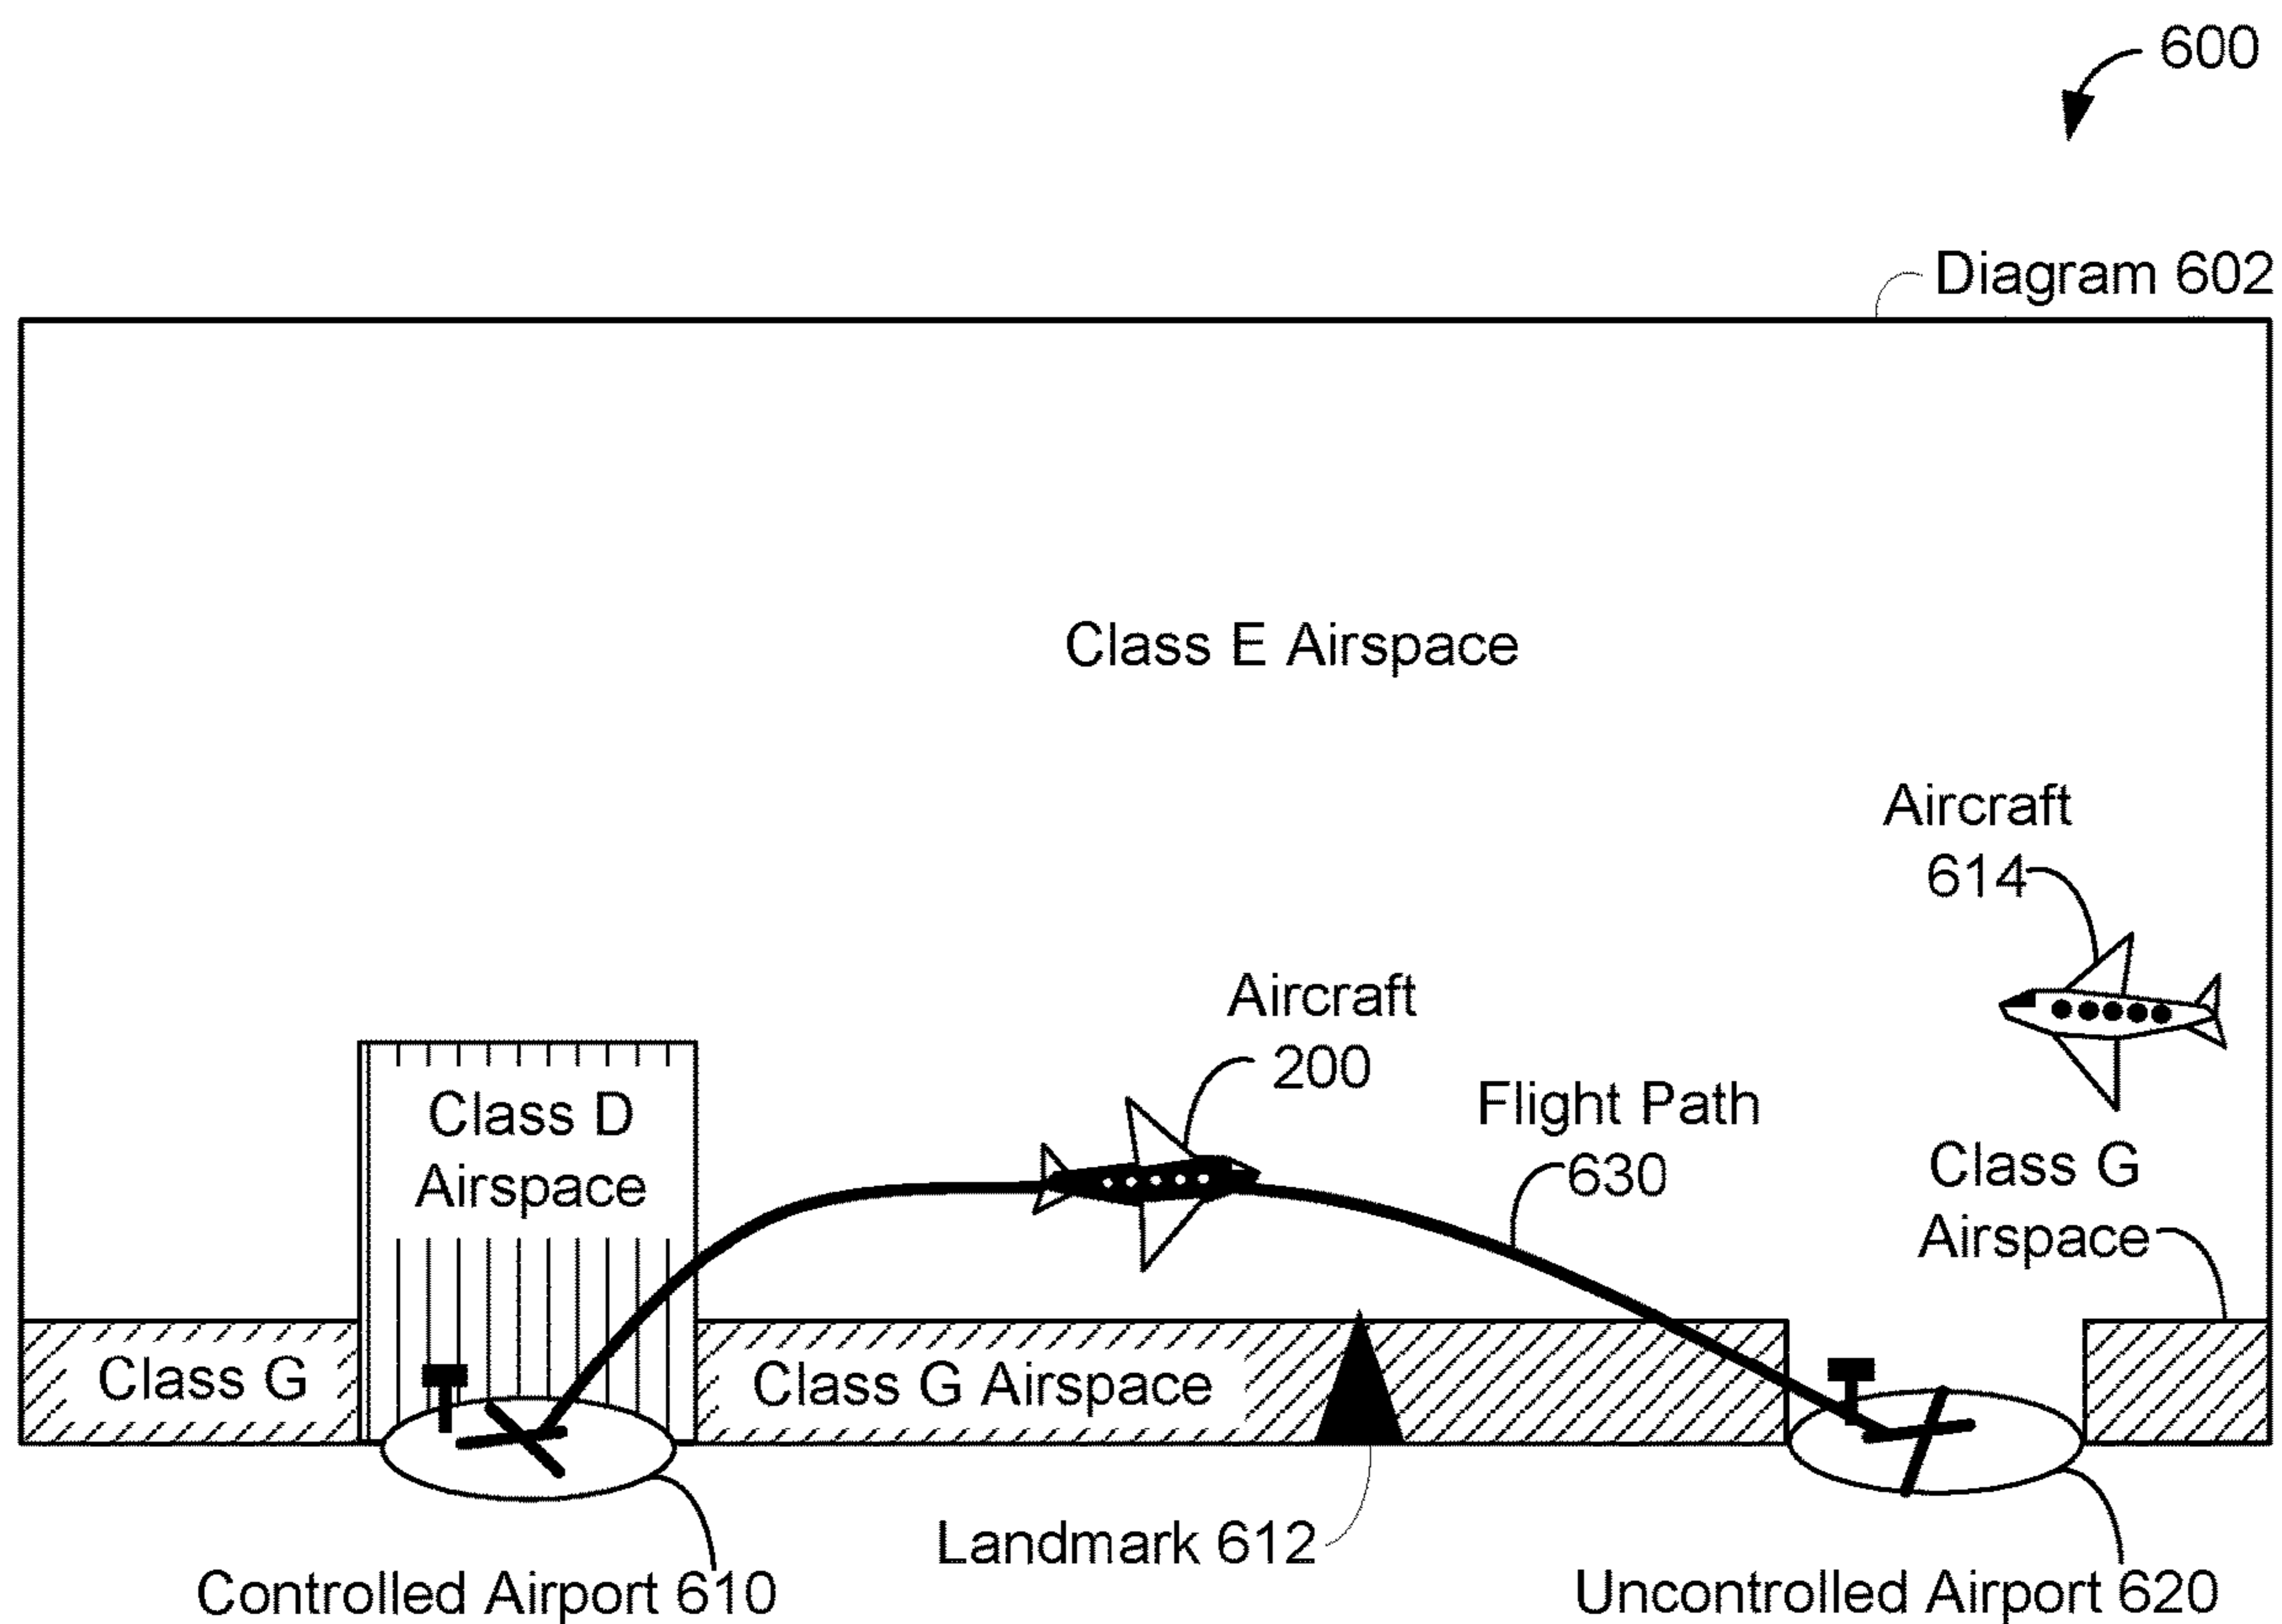 600
Diagram 602
Class E Airspace
Aircraft
614
Aircraft
200
Flight Path
630
Class D
Airspace
Class G
Airspace
Class G
Class G Airspace
Landmark 612
Controlled Airport 610
Uncontrolled Airport 620